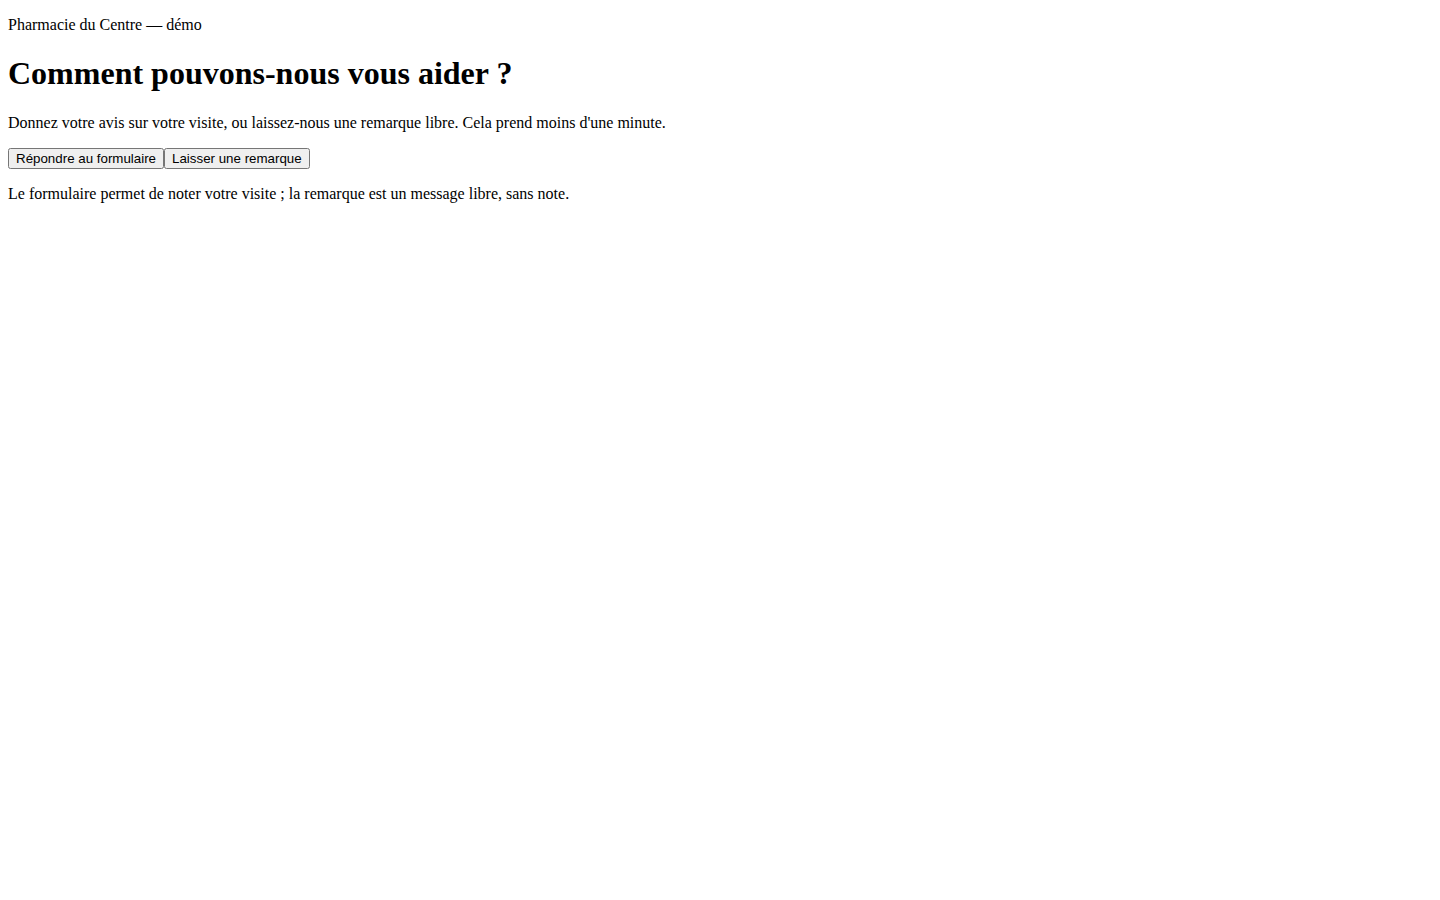 Pharmacie du Centre — démo
Comment pouvons-nous vous aider ?
Donnez votre avis sur votre visite, ou laissez-nous une remarque libre. Cela prend moins d'une minute.
Répondre au formulaire Laisser une remarque
Le formulaire permet de noter votre visite ; la remarque est un message libre, sans note.